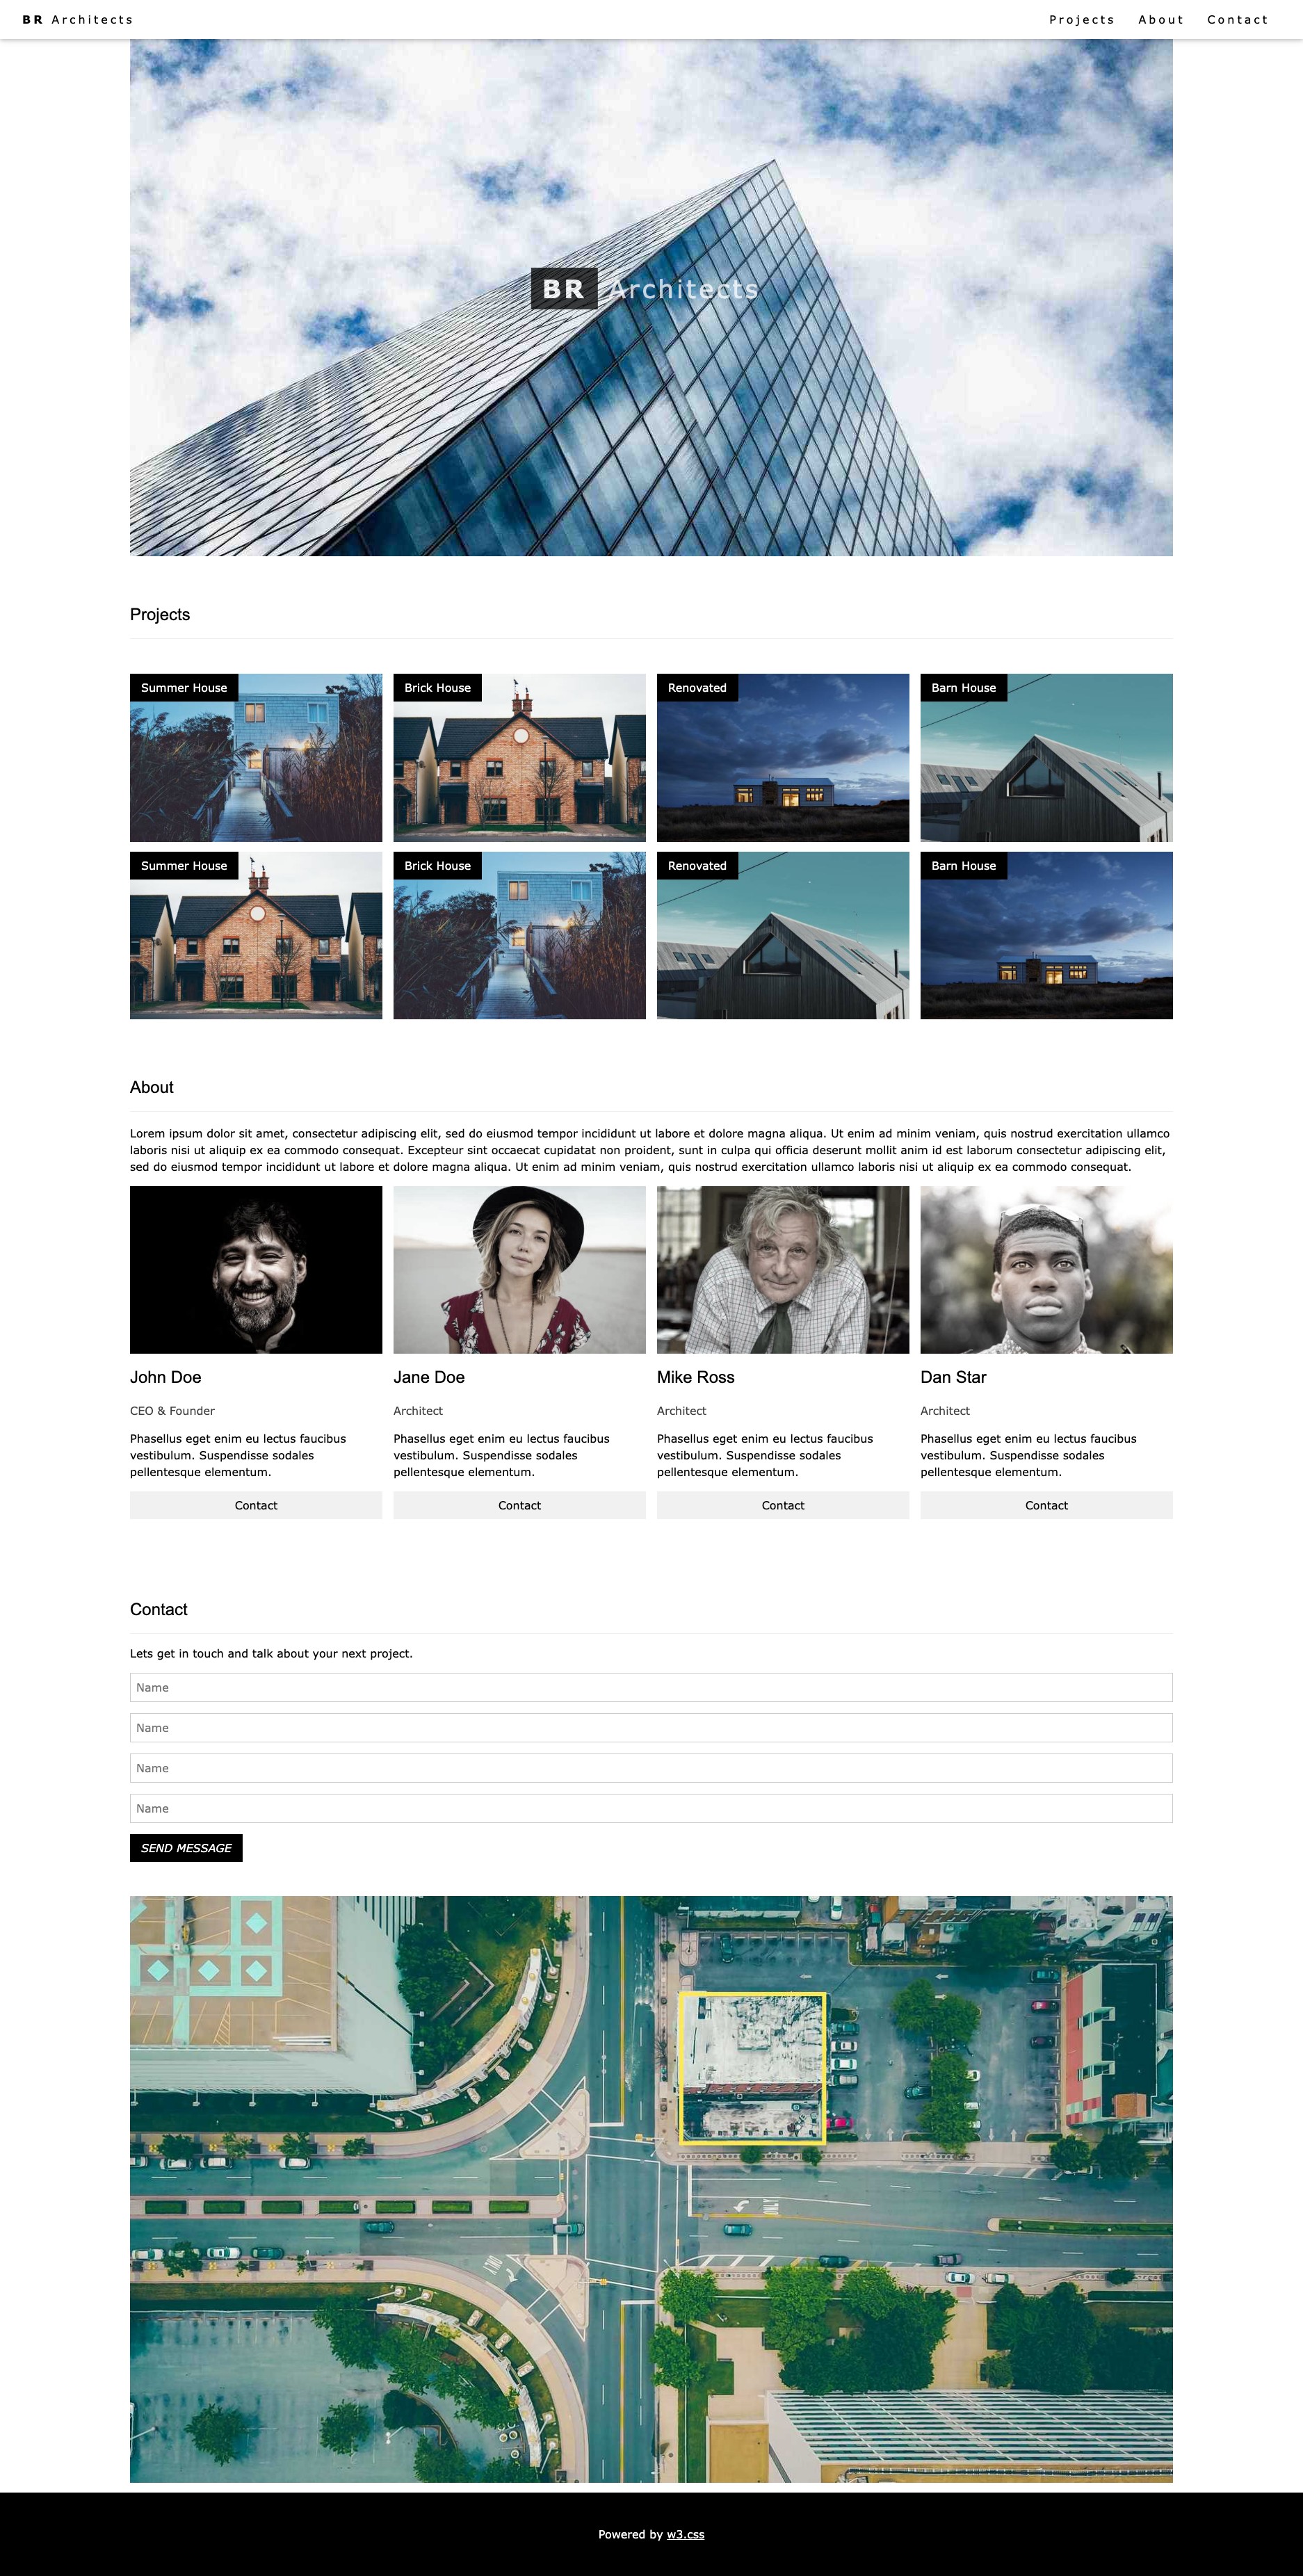 BR Architects
Projects About Contact
BR Architects
Projects
Summer House
Brick House
Renovated
Barn House
Summer House
Brick House
Renovated
Barn House
About
Lorem ipsum dolor sit amet, consectetur adipiscing elit, sed do eiusmod tempor incididunt ut labore et dolore magna aliqua. Ut enim ad minim veniam, quis nostrud exercitation ullamco
laboris nisi ut aliquip ex ea commodo consequat. Excepteur sint occaecat cupidatat non proident, sunt in culpa qui officia deserunt mollit anim id est laborum consectetur adipiscing elit,
sed do eiusmod tempor incididunt ut labore et dolore magna aliqua. Ut enim ad minim veniam, quis nostrud exercitation ullamco laboris nisi ut aliquip ex ea commodo consequat.
John Doe
CEO & Founder
Phasellus eget enim eu lectus faucibus
vestibulum. Suspendisse sodales
pellentesque elementum.
Contact
Jane Doe
Architect
Phasellus eget enim eu lectus faucibus
vestibulum. Suspendisse sodales
pellentesque elementum.
Contact
Mike Ross
Architect
Phasellus eget enim eu lectus faucibus
vestibulum. Suspendisse sodales
pellentesque elementum.
Contact
Dan Star
Architect
Phasellus eget enim eu lectus faucibus
vestibulum. Suspendisse sodales
pellentesque elementum.
Contact
Contact
Lets get in touch and talk about your next project.
Name
Name
Name
Name
SEND MESSAGE
ONLY
ONLY
Powered by w3.css